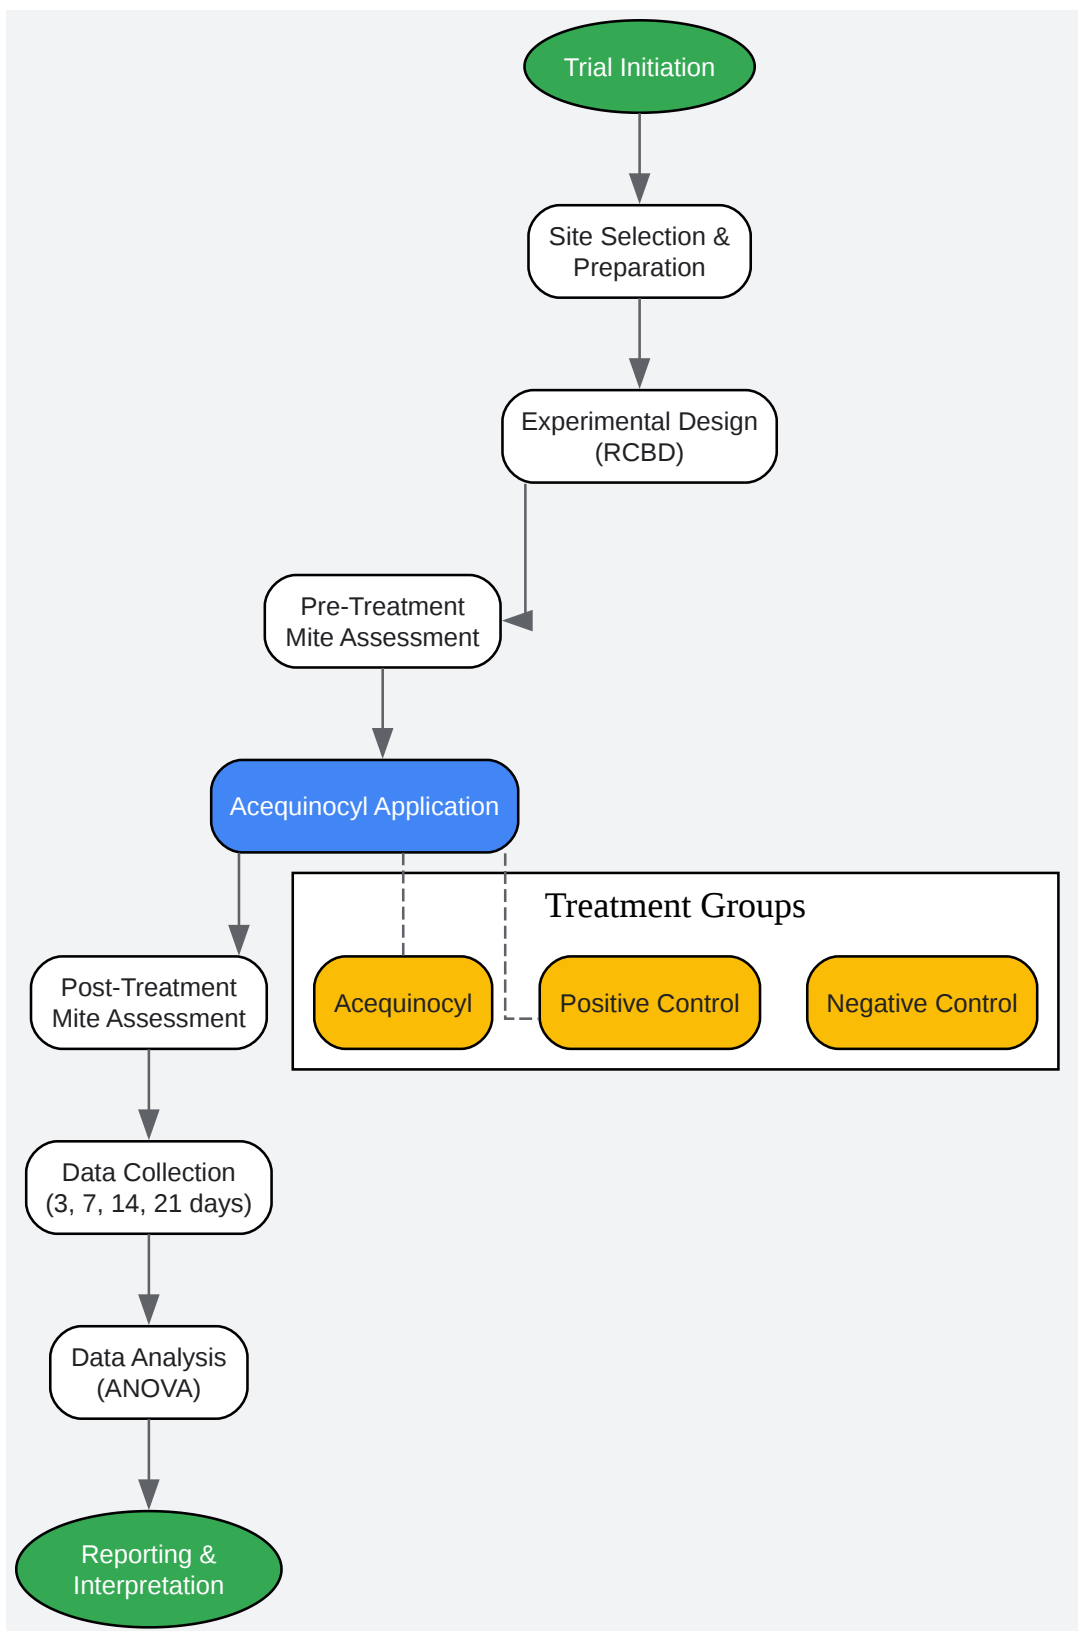 Trial Initiation
Site Selection &
Preparation
Experimental Design
(RCBD)
Pre-Treatment
Mite Assessment
Acequinocyl Application
Treatment Groups
Acequinocyl
Positive Control
Negative Control
Post-Treatment
Mite Assessment
Data Collection
(3, 7, 14, 21 days)
Data Analysis
(ANOVA)
Reporting &
Interpretation